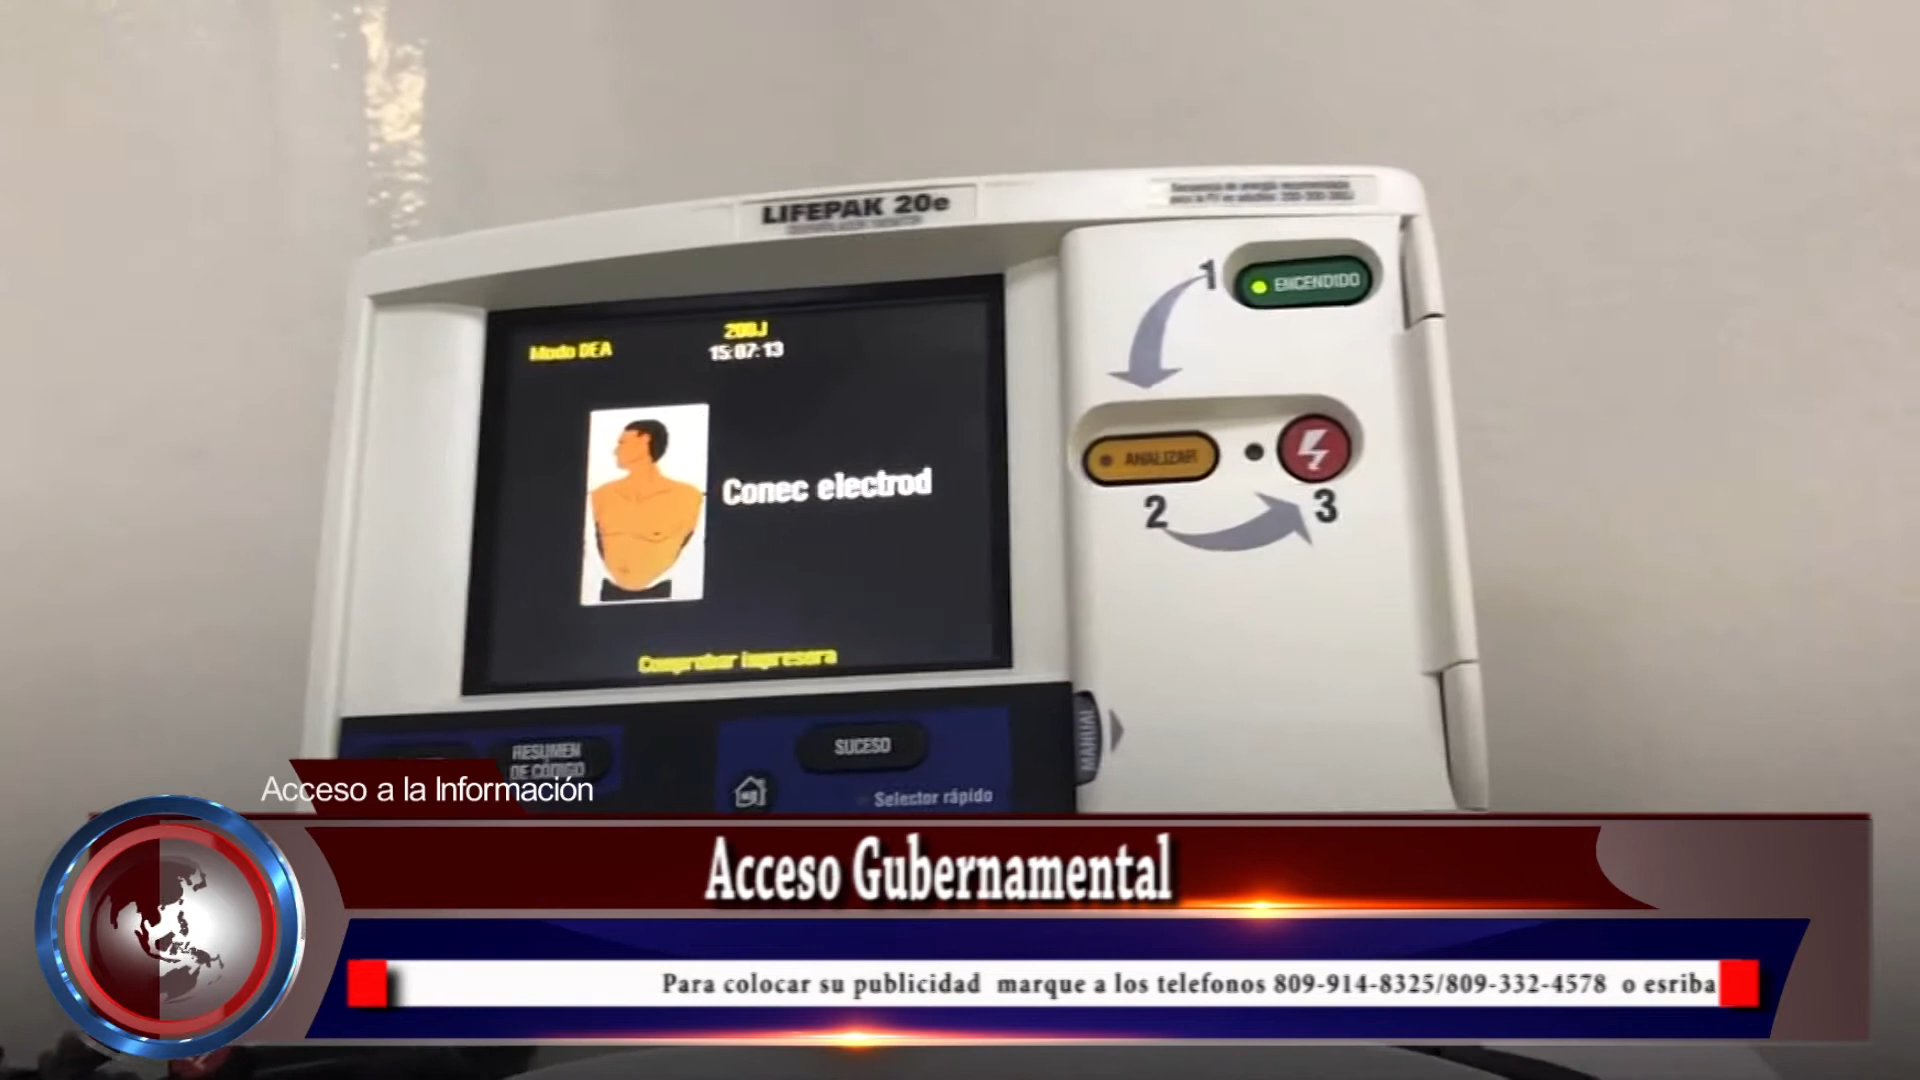 LIFEPAK 20e
1
ENCENDIDO
200J
Modo DEA
15:07:13
Conec electrod
ANALIZAR
2
3
Comprobar impresora
MANUAL
RESUMEN
DE CÓDIGO
SUCESO
Selector rápido
Acceso a la Información
Acceso Gubernamental
Para colocar su publicidad marque a los telefonos 809-914-8325/809-332-4578 o esriba